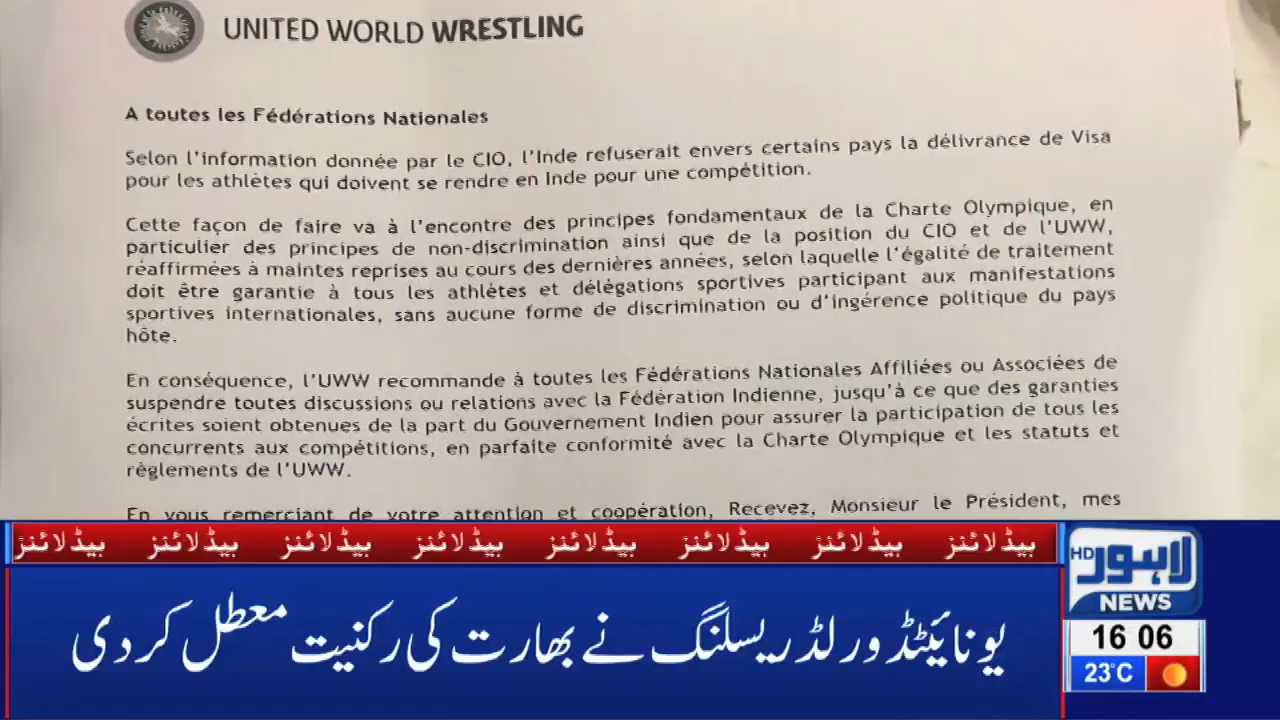 UNITED WORLD WRESTLING
A toutes les Fédérations Nationales
Selon l'information donnée par le CIO, l'Inde refuserait envers certains pays la délivrance de Visa
pour les athlètes qui doivent se rendre en Inde pour une compétition.
Cette façon de faire va à l'encontre des principes fondamentaux de la Charte Olympique, en
particulier des principes de non-discrimination ainsi que de la position du CIO et de l'UWW,
réaffirmées à maintes reprises au cours des dernières années, selon laquelle l'égalité de traitement
doit être garantie à tous les athlètes et délégations sportives participant aux manifestations
sportives internationales, sans aucune forme de discrimination ou d'ingérence politique du pays
hôte.
En conséquence, l'UWW recommande à toutes les Fédérations Nationales Affiliées ou Associées de
suspendre toutes discussions ou relations avec la Fédération Indienne, jusqu'à ce que des garanties
écrites soient obtenues de la part du Gouvernement Indien pour assurer la participation de tous les
concurrents aux compétitions, en parfaite conformité avec la Charte Olympique et les statuts et
règlements de l'UWW.
En vous remerciant de votre attention et coopération, Recevez, Monsieur le Président, mes
ہیڈلائنز ہیڈلائنز ہیڈلائنز ہیڈلائنز ہیڈلائنز ہیڈلائنز ہیڈلائنز ہیڈلائنز
یونائیٹڈ ورلڈ ریسلنگ نے بھارت کی رکنیت معطل کر دی
لاہور HD
NEWS
16 06
23°C